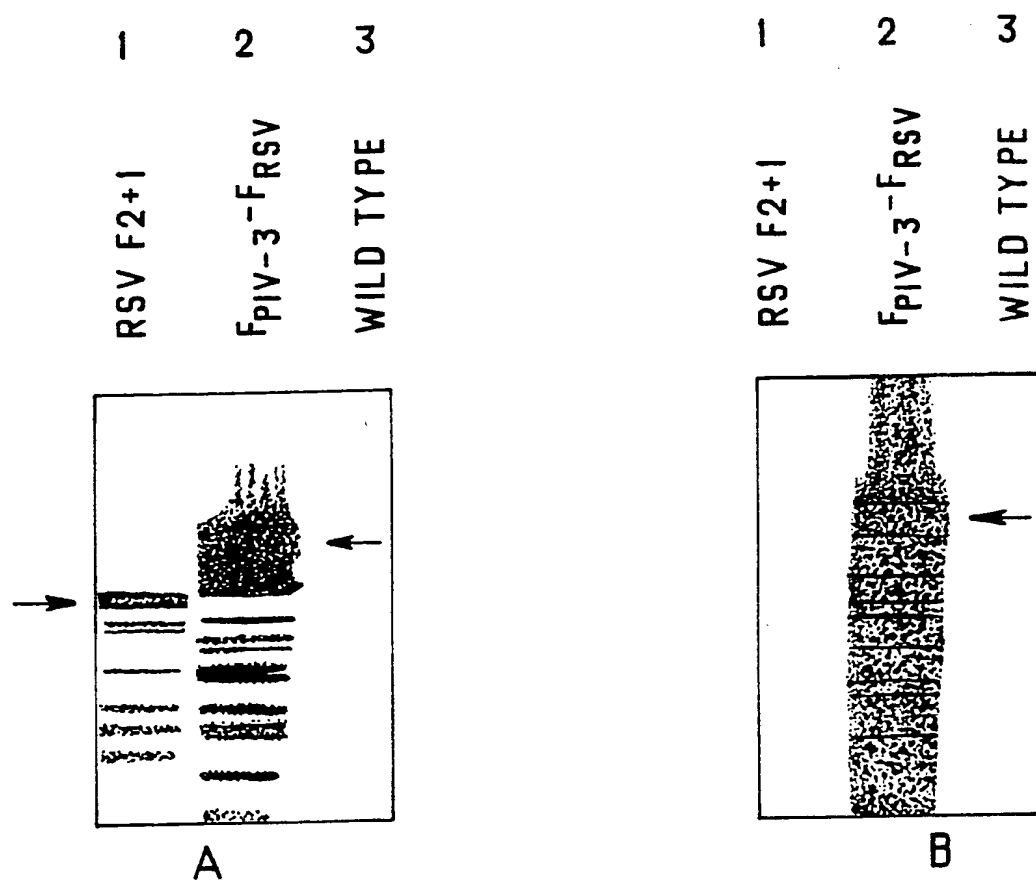 1 2 3
RSV F2+1
FPIV-3-FRSV
WILD TYPE
A
1 2 3
RSV F2+1
FPIV-3-FRSV
WILD TYPE
B